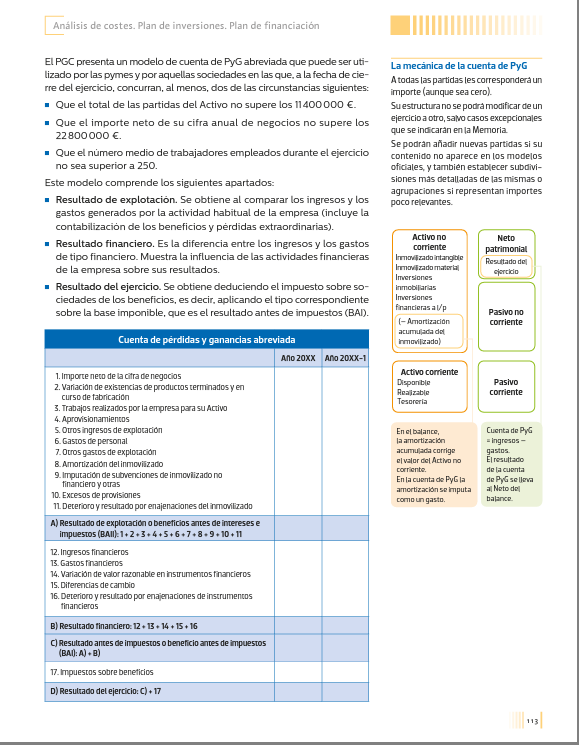 Análisis de costes. Plan de inversiones. Plan de financiación
El PGC presenta un modelo de cuenta de PyG abreviada que puede ser uti-
lizado por las pymes y por aquellas sociedades en las que, a la fecha de cie-
rre del ejercicio, concurran, al menos, dos de las circunstancias siguientes:
Que el total de las partidas del Activo no supere los 11 400 000 €.
Que el importe neto de su cifra anual de negocios no supere los
22 800 000 €.
Que el número medio de trabajadores empleados durante el ejercicio
no sea superior a 250.
Este modelo comprende los siguientes apartados:
Resultado de explotación. Se obtiene al comparar los ingresos y los
gastos generados por la actividad habitual de la empresa (incluye la
contabilización de los beneficios y pérdidas extraordinarias).
Resultado financiero. Es la diferencia entre los ingresos y los gastos
de tipo financiero. Muestra la influencia de las actividades financieras
de la empresa sobre sus resultados.
Resultado del ejercicio. Se obtiene deduciendo el impuesto sobre so-
ciedades de los beneficios, es decir, aplicando el tipo correspondiente
sobre la base imponible, que es el resultado antes de impuestos (BAI).
Cuenta de pérdidas y ganancias abreviada
Año 20XX Año 20XX-1
1. Importe neto de la cifra de negocios
2. Variación de existencias de productos terminados y en
curso de fabricación
3. Trabajos realizados por la empresa para su Activo
4. Aprovisionamientos
5. Otros ingresos de explotación
6. Gastos de personal
7. Otros gastos de explotación
8. Amortización del inmovilizado
9. Imputación de subvenciones de inmovilizado no
financiero y otras
10. Excesos de provisiones
11. Deterioro y resultado por enajenaciones del inmovilizado
A) Resultado de explotación o beneficios antes de intereses e
impuestos (BAII): 1 + 2 + 3 + 4 + 5 + 6 + 7 + 8 + 9 + 10 + 11
12. Ingresos financieros
13. Gastos financieros
14. Variación de valor razonable en instrumentos financieros
15. Diferencias de cambio
16. Deterioro y resultado por enajenaciones de instrumentos
financieros
B) Resultado financiero: 12 + 13 + 14 + 15 + 16
C) Resultado antes de impuestos o beneficio antes de impuestos
(BAI): A) + B)
17. Impuestos sobre beneficios
D) Resultado del ejercicio: C) + 17
La mecánica de la cuenta de PyG
A todas las partidas les corresponderá un
importe (aunque sea cero).
Su estructura no se podrá modificar de un
ejercicio a otro, salvo casos excepcionales
que se indicarán en la Memoria.
Se podrán añadir nuevas partidas si su
contenido no aparece en los modelos
oficiales, y también establecer subdivi-
siones más detalladas de las mismas o
agrupaciones si representan importes
poco relevantes.
Activo no
corriente
Inmovilizado intangible
Inmovilizado material
Inversiones
inmobiliarias
Inversiones
financieras a l/p
(– Amortización
acumulada del
inmovilizado)
Neto
patrimonial
Resultado del
ejercicio
Pasivo no
corriente
Activo corriente
Disponible
Realizable
Tesorería
Pasivo
corriente
En el balance,
la amortización
acumulada corrige
el valor del Activo no
corriente.
En la cuenta de PyG la
amortización se imputa
como un gasto.
Cuenta de PyG
= ingresos –
gastos.
El resultado
de la cuenta
de PyG se lleva
al Neto del
balance.
113